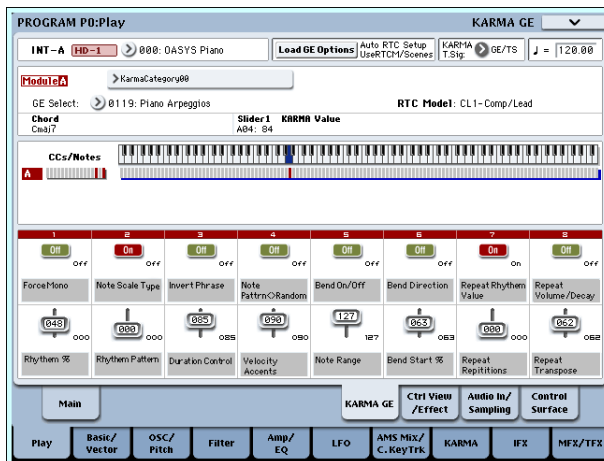 PROGRAM P0:Play KARMA GE
INT-A HD-1 000: OASYS Piano Load GE Options Auto RTC Setup UseRTCM/Scenes KARMA T.Sig: GE/TS ♩ = 120.00
Module A KarmaCategory00
GE Select: 0119: Piano Arpeggios RTC Model: CL1-Comp/Lead
Chord Slider1 KARMA Value
Cmaj7 A04: 84
CCs/Notes
A
1 2 3 4 5 6 7 8
Off On Off Off Off Off On Off
Off Off Off Off Off Off On Off
ForceMono Note Scale Type Invert Phrase Note Pattrn<>Random Bend On/Off Bend Direction Repeat Rhythem Value Repeat Volume/Decay
048 000 085 090 127 063 000 062
000 000 085 090 127 063 000 062
Rhythem % Rhythem Pattern Duration Control Velocity Accents Note Range Bend Start % Repeat Repititions Repeat Transpose
Main KARMA GE Ctrl View /Effect Audio In/ Sampling Control Surface
Play Basic/ Vector OSC/ Pitch Filter Amp/ EQ LFO AMS Mix/ C.KeyTrk KARMA IFX MFX/TFX